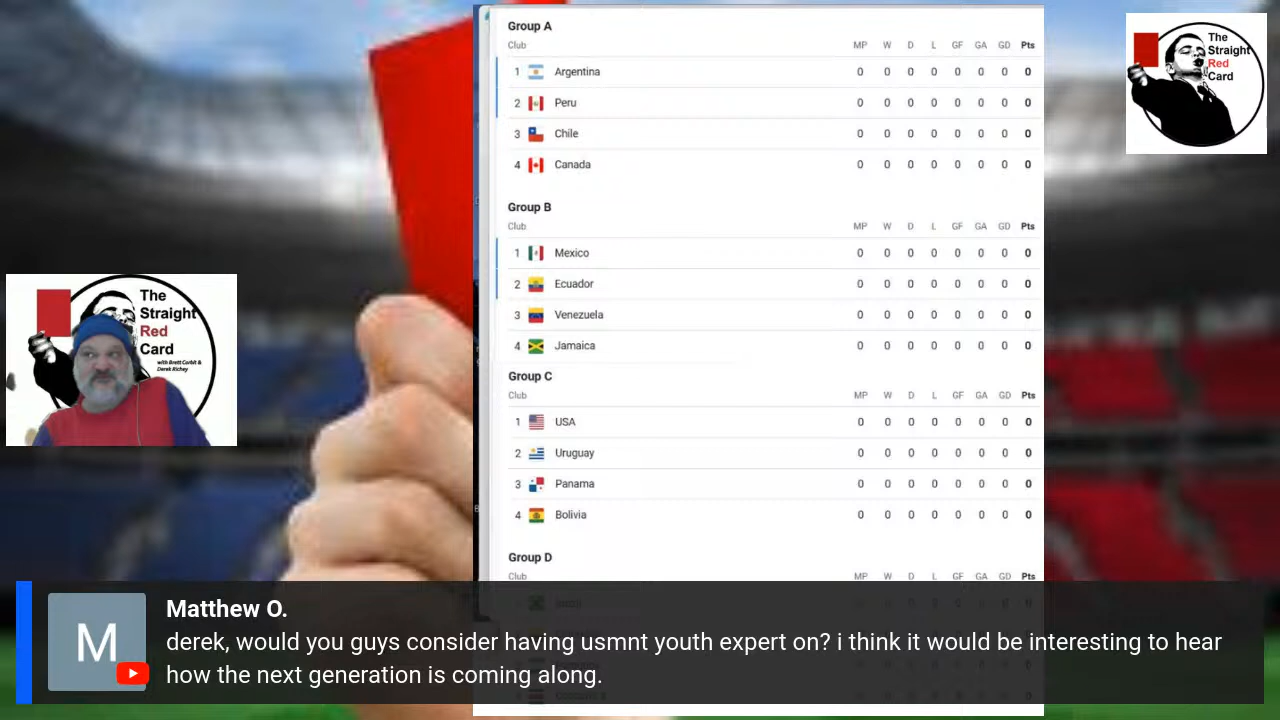 Group A
Club MP W D L GF GA GD Pts
1 Argentina 0 0 0 0 0 0 0 0
2 Peru 0 0 0 0 0 0 0 0
3 Chile 0 0 0 0 0 0 0 0
4 Canada 0 0 0 0 0 0 0 0
Group B
Club MP W D L GF GA GD Pts
1 Mexico 0 0 0 0 0 0 0 0
2 Ecuador 0 0 0 0 0 0 0 0
3 Venezuela 0 0 0 0 0 0 0 0
4 Jamaica 0 0 0 0 0 0 0 0
Group C
Club MP W D L GF GA GD Pts
1 USA 0 0 0 0 0 0 0 0
2 Uruguay 0 0 0 0 0 0 0 0
3 Panama 0 0 0 0 0 0 0 0
4 Bolivia 0 0 0 0 0 0 0 0
Group D
Club MP W D L GF GA GD Pts
The
Straight
Red
Card
The
Straight
Red
Card
with Brett Corbit &
Derek Richey
M
Matthew O.
derek, would you guys consider having usmnt youth expert on? i think it would be interesting to hear
how the next generation is coming along.